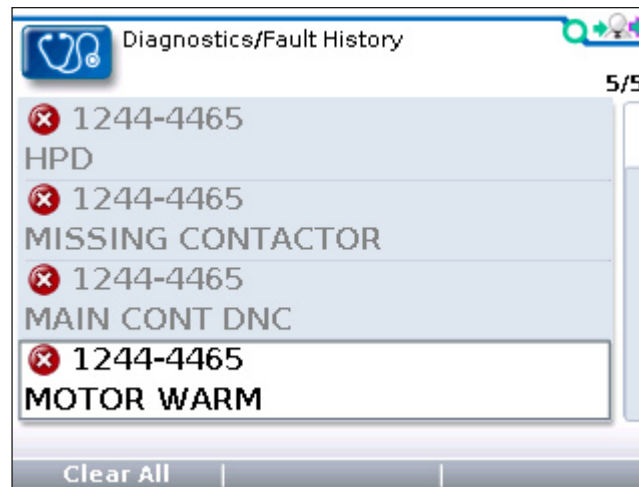 Diagnostics/Fault History
5/5
1244-4465
HPD
1244-4465
MISSING CONTACTOR
1244-4465
MAIN CONT DNC
1244-4465
MOTOR WARM
Clear All